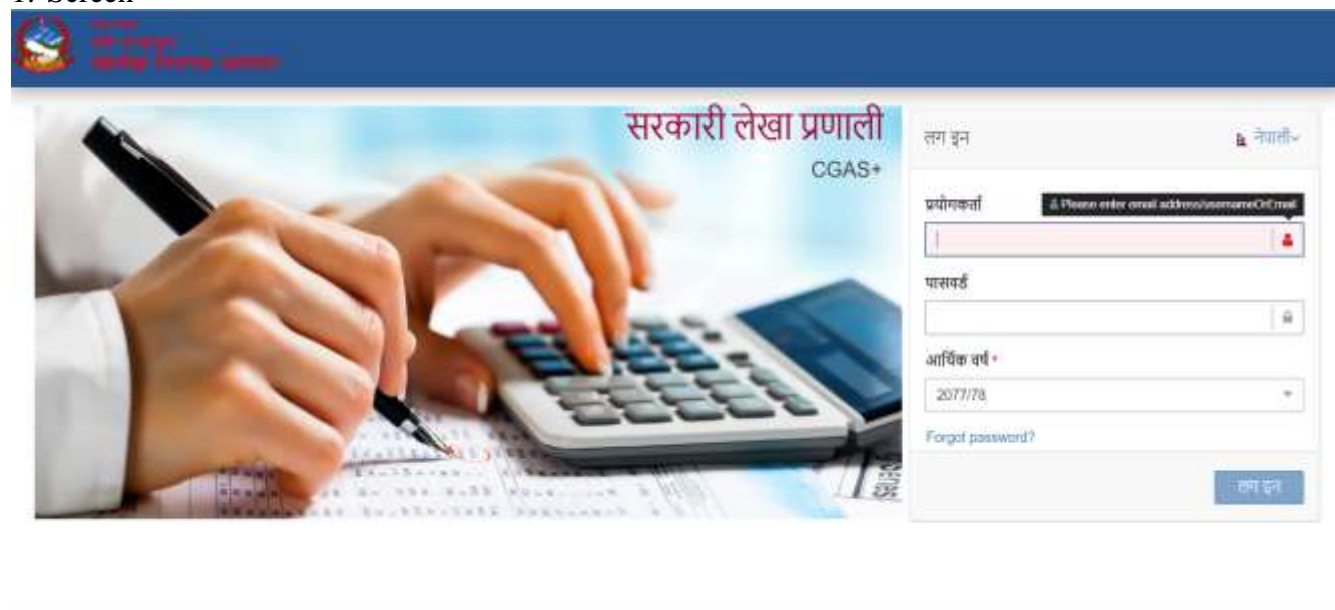 1. Screen
सरकारी लेखा प्रणाली
CGAS+
लग इन
नेपाली
प्रयोगकर्ता
Please enter email address/usernameOrEmail
पासवर्ड
आर्थिक वर्ष *
2077/78
Forgot password?
लग इन